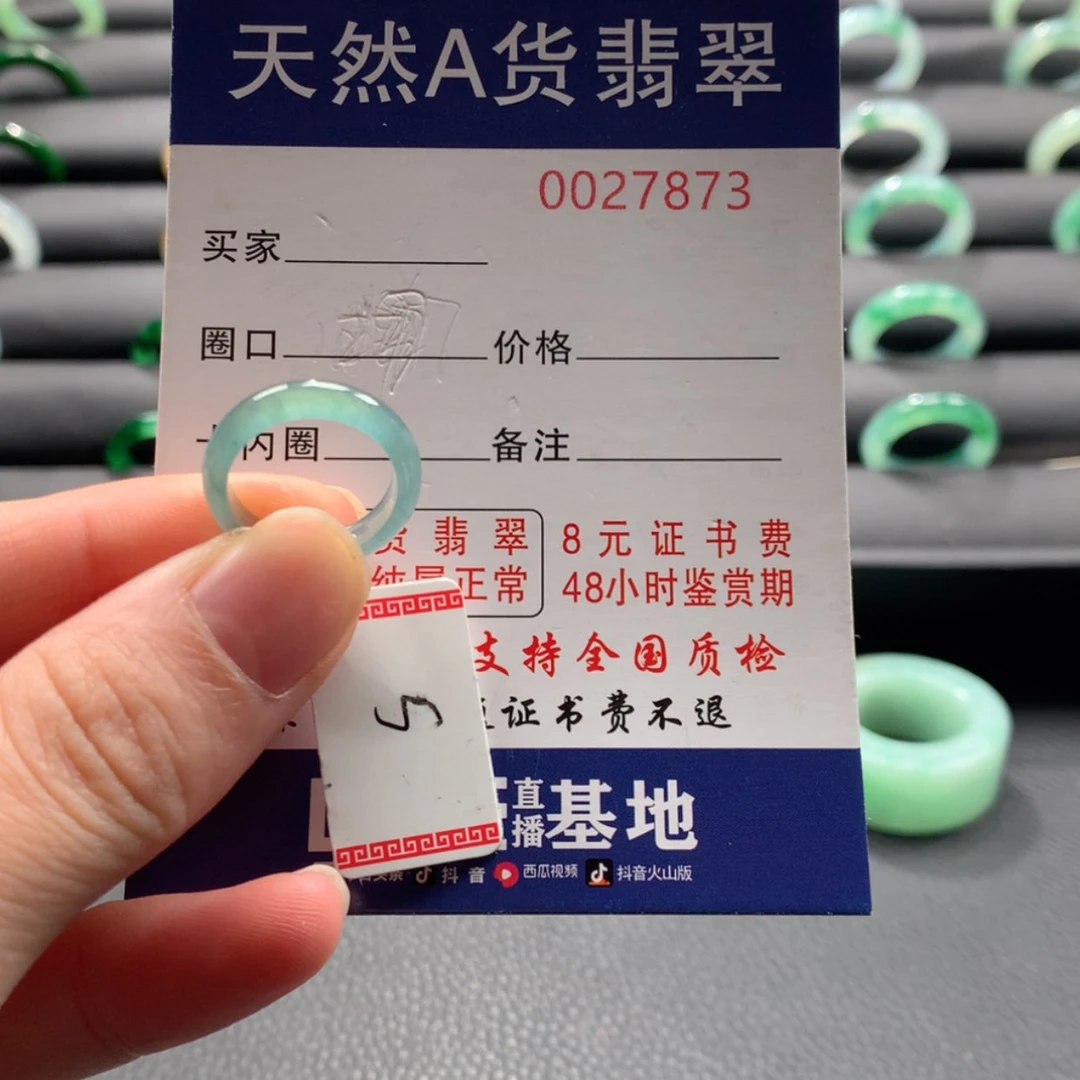 天然A货翡翠
0027873
买家
圈口 价格
内圈 备注
货翡翠 8元证书费
纯属正常 48小时鉴赏期
支持全国质检
证书费不退
5
直播基地
抖音 西瓜视频 抖音火山版